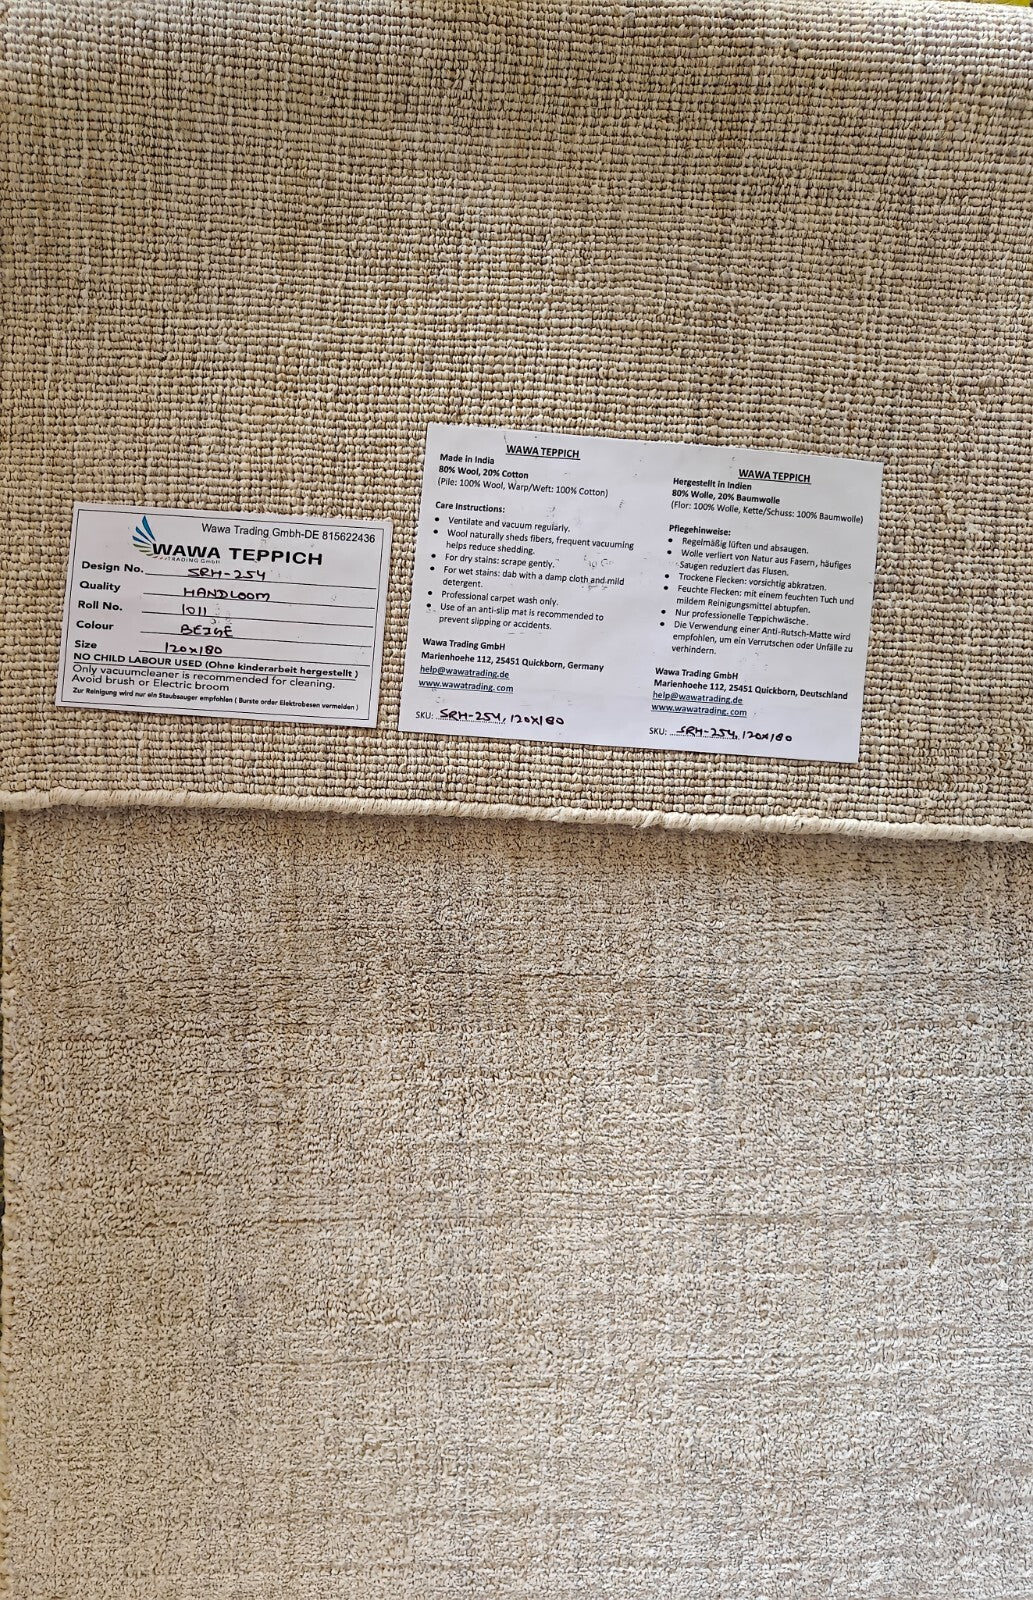 Wawa Trading Gmbh-DE 815622436
WAWA TEPPICH
TRADING GmbH
Design No. SRH-254
Quality HANDLOOM
Roll No. 1011
Colour BEIGE
Size 120x180
NO CHILD LABOUR USED (Ohne kinderarbeit hergestellt )
Only vacuumcleaner is recommended for cleaning.
Avoid brush or Electric broom
Zur Reinigung wird nur ein Staubsauger empfohlen ( Burste order Elektrobesen vermeiden )
WAWA TEPPICH
Made in India
80% Wool, 20% Cotton
(Pile: 100% Wool, Warp/Weft: 100% Cotton)
Care Instructions:
• Ventilate and vacuum regularly.
• Wool naturally sheds fibers, frequent vacuuming
helps reduce shedding.
• For dry stains: scrape gently.
• For wet stains: dab with a damp cloth and mild
detergent.
• Professional carpet wash only.
• Use of an anti-slip mat is recommended to
prevent slipping or accidents.
Wawa Trading GmbH
Marienhoehe 112, 25451 Quickborn, Germany
help@wawatrading.de
www.wawatrading.com
SKU: SRH-254, 120x180
WAWA TEPPICH
Hergestellt in Indien
80% Wolle, 20% Baumwolle
(Flor: 100% Wolle, Kette/Schuss: 100% Baumwolle)
Pflegehinweise:
• Regelmäßig lüften und absaugen.
• Wolle verliert von Natur aus Fasern, häufiges
Saugen reduziert das Flusen.
• Trockene Flecken: vorsichtig abkratzen.
• Feuchte Flecken: mit einem feuchten Tuch und
mildem Reinigungsmittel abtupfen.
• Nur professionelle Teppichwäsche.
• Die Verwendung einer Anti-Rutsch-Matte wird
empfohlen, um ein Verrutschen oder Unfälle zu
verhindern.
Wawa Trading GmbH
Marienhoehe 112, 25451 Quickborn, Deutschland
help@wawatrading.de
www.wawatrading.com
SKU: SRH-254, 120x180